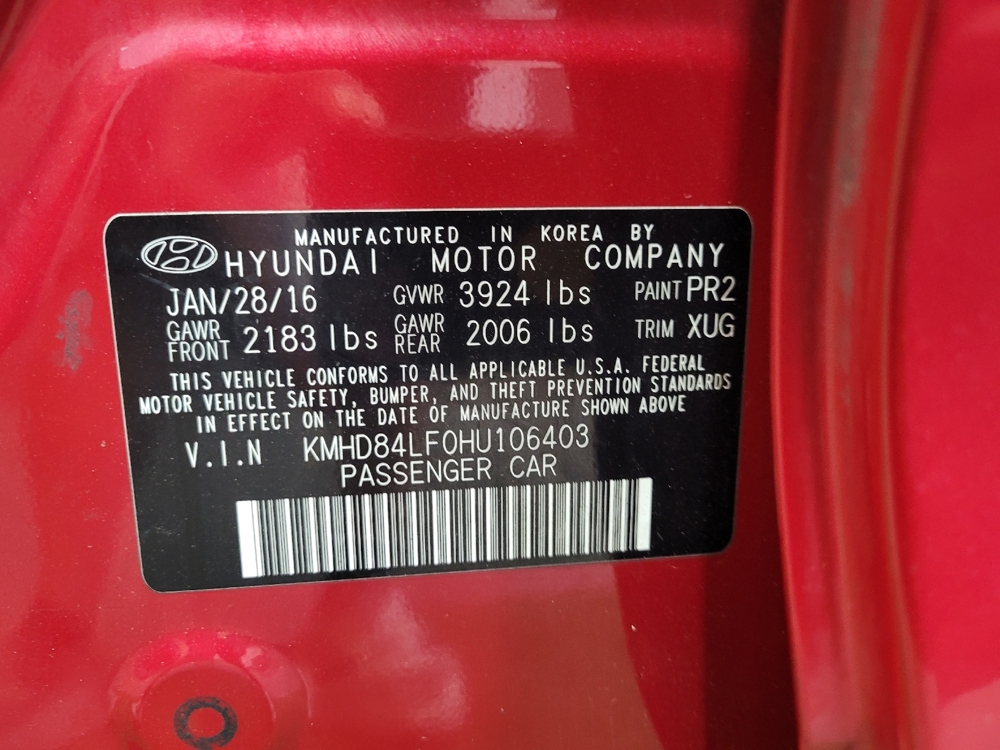 MANUFACTURED IN KOREA BY
HYUNDAI MOTOR COMPANY
JAN/28/16 GVWR 3924 lbs PAINT PR2
GAWR FRONT 2183 lbs GAWR REAR 2006 lbs TRIM XUG
THIS VEHICLE CONFORMS TO ALL APPLICABLE U.S.A. FEDERAL
MOTOR VEHICLE SAFETY, BUMPER, AND THEFT PREVENTION STANDARDS
IN EFFECT ON THE DATE OF MANUFACTURE SHOWN ABOVE
V.I.N KMHD84LF0HU106403
PASSENGER CAR